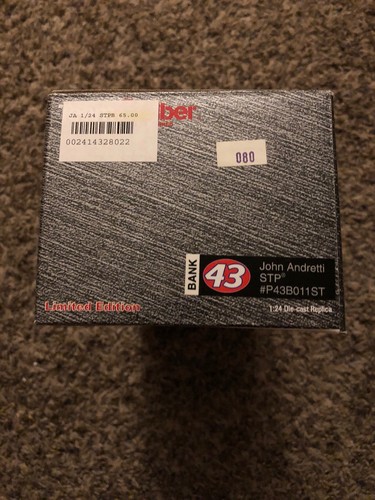 JA 1/24 STPB 65.00
002414328022
ber
080
BANK
43
John Andretti
STP®
#P43B011ST
Limited Edition
1:24 Die-cast Replica